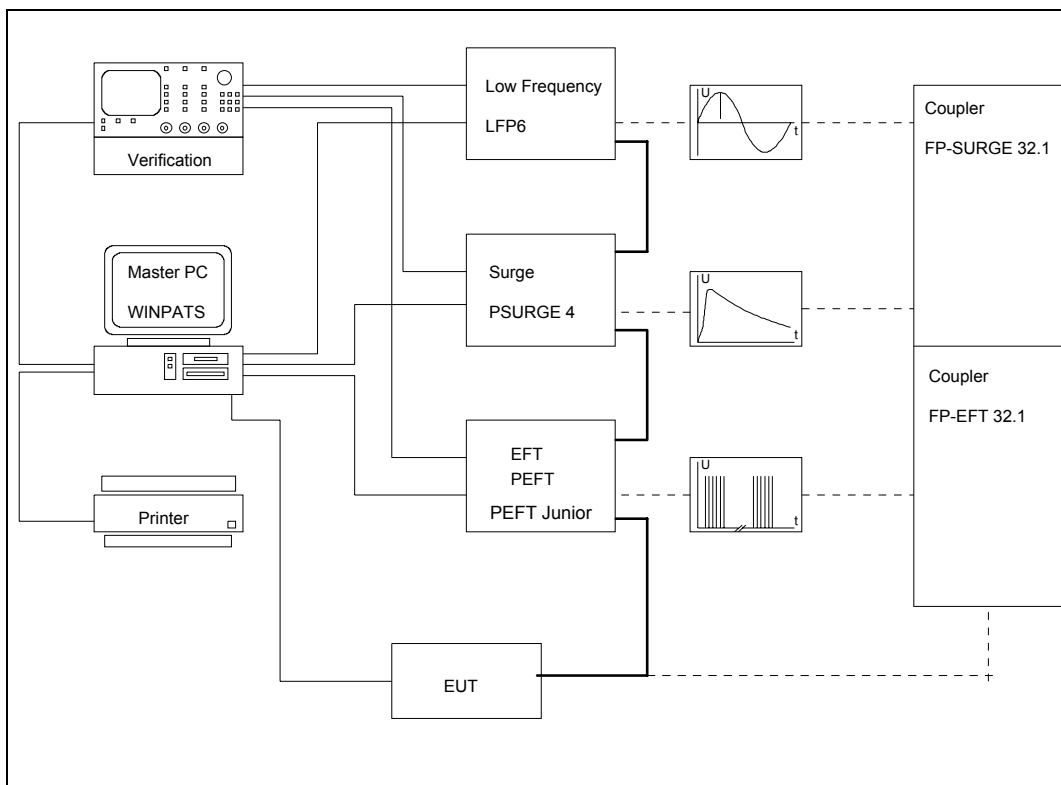 Verification
Master PC
WINPATS
Printer
Low Frequency
LFP6
Surge
PSURGE 4
EFT
PEFT
PEFT Junior
EUT
U
t
U
t
U
t
Coupler
FP-SURGE 32.1
Coupler
FP-EFT 32.1